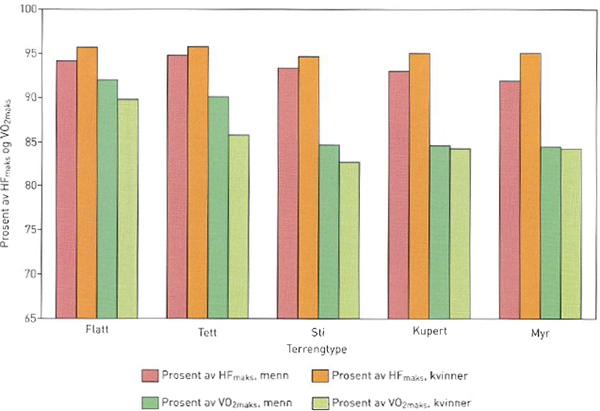 Prosent av HFmaks og VO2maks
100
95
90
85
80
75
70
65
Flatt Tett Sti Kupert Myr
Terrengtype
Prosent av HFmaks, menn Prosent av HFmaks, kvinner
Prosent av VO2maks, menn Prosent av VO2maks, kvinner